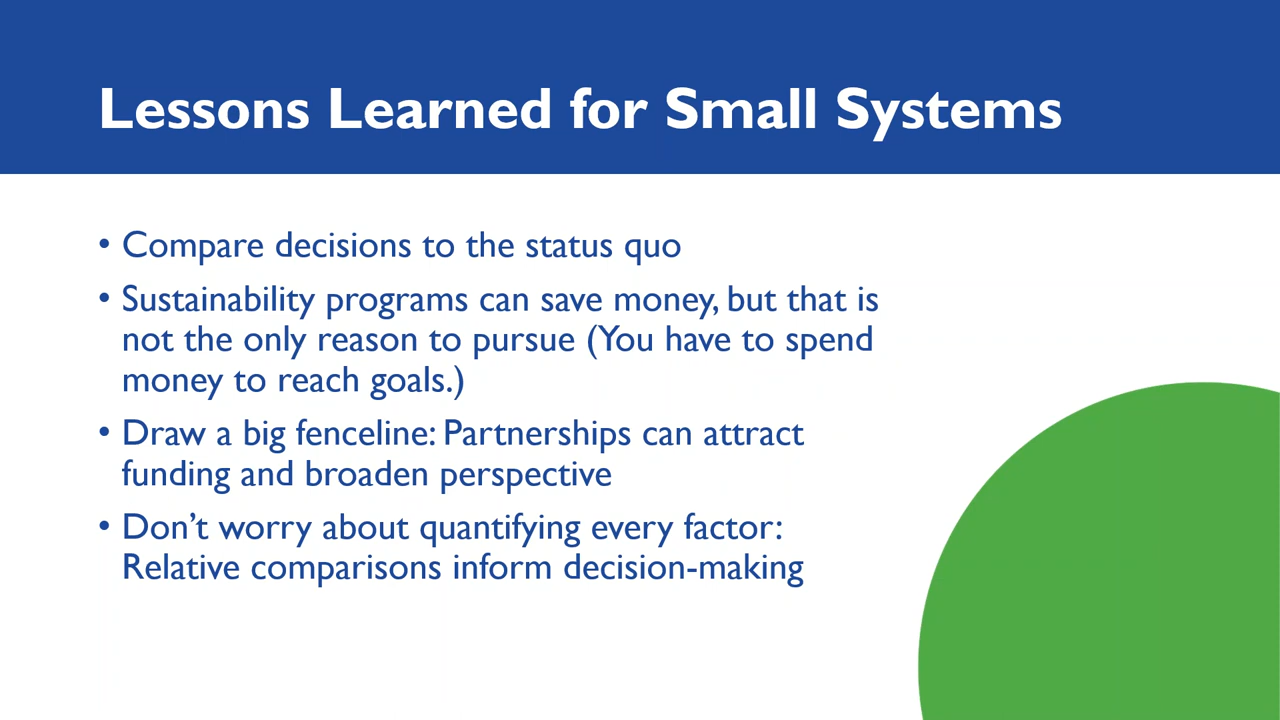 Lessons Learned for Small Systems
• Compare decisions to the status quo
• Sustainability programs can save money, but that is
not the only reason to pursue (You have to spend
money to reach goals.)
• Draw a big fenceline: Partnerships can attract
funding and broaden perspective
• Don’t worry about quantifying every factor:
Relative comparisons inform decision-making